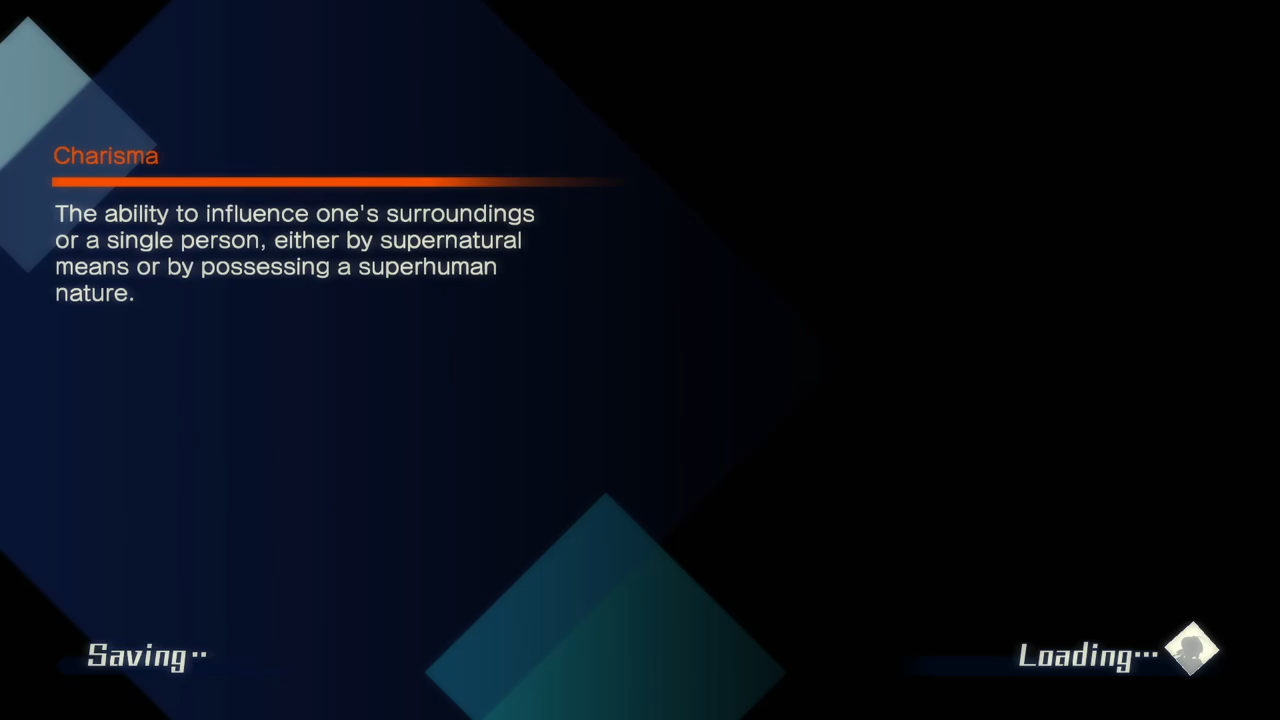 Charisma
The ability to influence one's surroundings
or a single person, either by supernatural
means or by possessing a superhuman
nature.
Saving··
Loading···